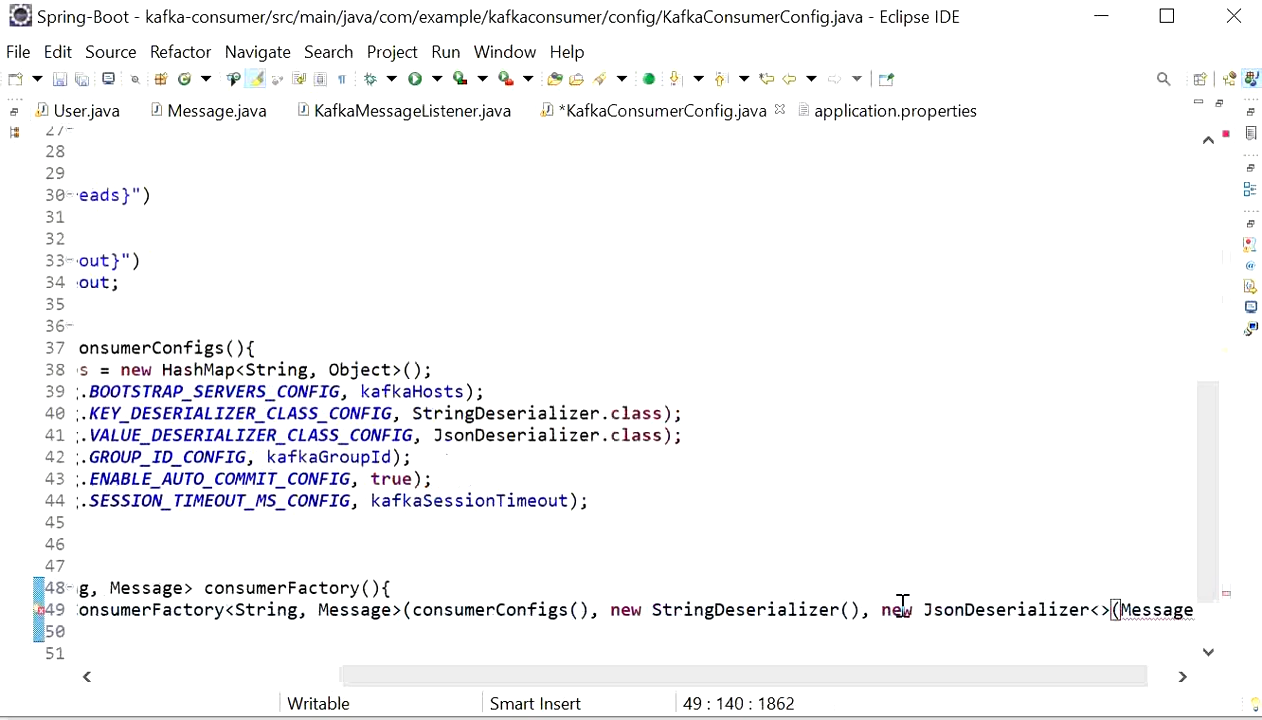 Spring-Boot - kafka-consumer/src/main/java/com/example/kafkaconsumer/config/KafkaConsumerConfig.java - Eclipse IDE
File Edit Source Refactor Navigate Search Project Run Window Help
User.java Message.java KafkaMessageListener.java *KafkaConsumerConfig.java application.properties
27
28
29
30 eads}")
31
32
33 out}")
34 out;
35
36
37 onsumerConfigs(){
38 s = new HashMap<String, Object>();
39 .BOOTSTRAP_SERVERS_CONFIG, kafkaHosts);
40 .KEY_DESERIALIZER_CLASS_CONFIG, StringDeserializer.class);
41 .VALUE_DESERIALIZER_CLASS_CONFIG, JsonDeserializer.class);
42 .GROUP_ID_CONFIG, kafkaGroupId);
43 .ENABLE_AUTO_COMMIT_CONFIG, true);
44 .SESSION_TIMEOUT_MS_CONFIG, kafkaSessionTimeout);
45
46
47
48 g, Message> consumerFactory(){
49 onsumerFactory<String, Message>(consumerConfigs(), new StringDeserializer(), new JsonDeserializer<>(Message
50
51
Writable Smart Insert 49 : 140 : 1862